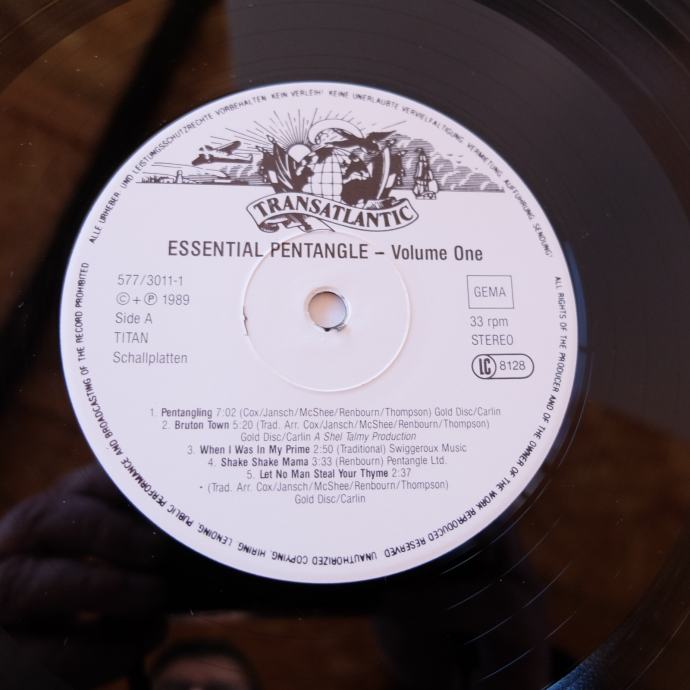 ALLE URHEBER- UND LEISTUNGSSCHUTZRECHTE VORBEHALTEN. KEIN VERLEIH! KEINE UNERLAUBTE VERVIELFÄLTIGUNG, VERMIETUNG, AUFFÜHRUNG, SENDUNG!
TRANSATLANTIC
ESSENTIAL PENTANGLE – Volume One
577/3011-1
© + ℗ 1989
Side A
TITAN
Schallplatten
GEMA
33 rpm
STEREO
LC 8128
1. Pentangling 7:02 (Cox/Jansch/McShee/Renbourn/Thompson) Gold Disc/Carlin
2. Bruton Town 5:20 (Trad. Arr. Cox/Jansch/McShee/Renbourn/Thompson)
Gold Disc/Carlin A Shel Talmy Production
3. When I Was In My Prime 2:50 (Traditional) Swiggeroux Music
4. Shake Shake Mama 3:33 (Renbourn) Pentangle Ltd.
5. Let No Man Steal Your Thyme 2:37
• (Trad. Arr. Cox/Jansch/McShee/Renbourn/Thompson)
Gold Disc/Carlin
ALL RIGHTS OF THE PRODUCER AND OF THE OWNER OF THE WORK REPRODUCED RESERVED. UNAUTHORIZED COPYING, HIRING, LENDING, PUBLIC PERFORMANCE AND BROADCASTING OF THE RECORD PROHIBITED